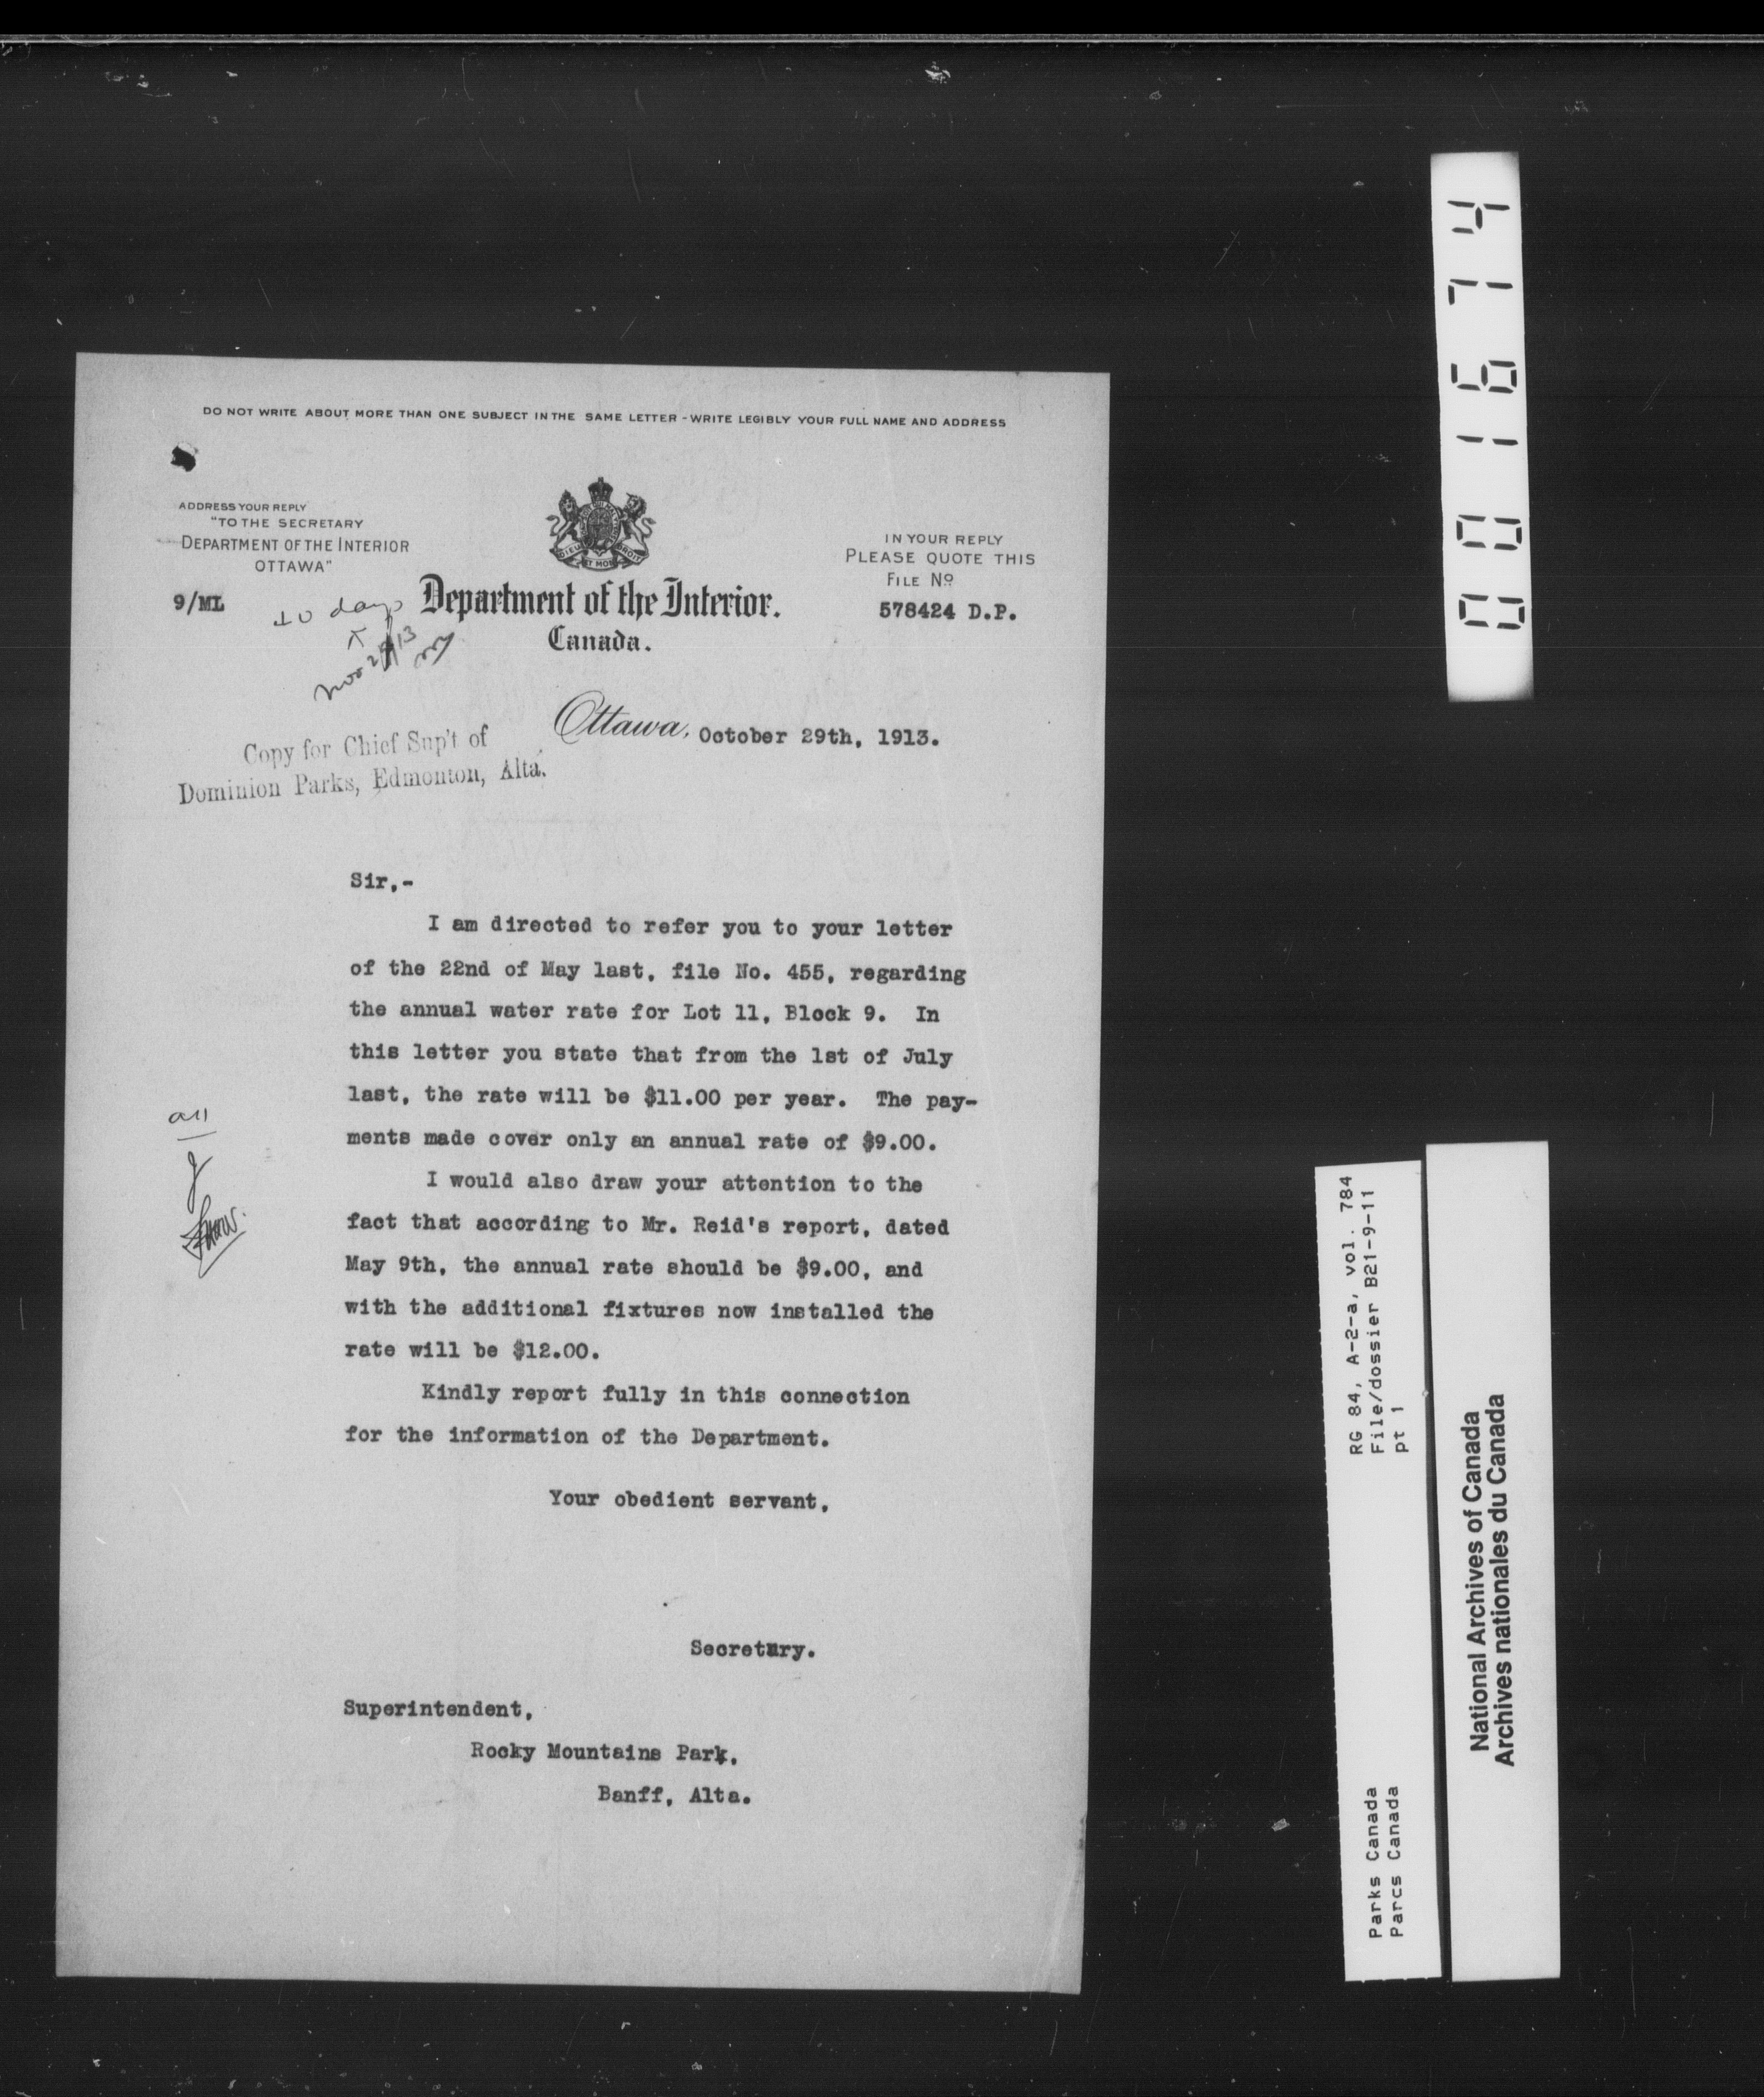 DO NOT WRITE ABOUT MORE THAN ONE SUBJECT IN THE SAME LETTER - WRITE LEGIBLY YOUR FULL NAME AND ADDRESS
ADDRESS YOUR REPLY
"TO THE SECRETARY
DEPARTMENT OF THE INTERIOR
OTTAWA"
DIEU ET MON DROIT
IN YOUR REPLY
PLEASE QUOTE THIS
FILE No
9/ML
days
Department of the Interior.
578424 D.P.
Canada.
Nov 25/13
Ottawa, October 29th, 1913.
Copy for Chief Sup't of
Dominion Parks, Edmonton, Alta.
Sir,-
I am directed to refer you to your letter
of the 22nd of May last, file No. 455, regarding
the annual water rate for Lot 11, Block 9. In
this letter you state that from the 1st of July
last, the rate will be $11.00 per year. The pay-
ments made cover only an annual rate of $9.00.
I would also draw your attention to the
fact that according to Mr. Reid's report, dated
May 9th, the annual rate should be $9.00, and
with the additional fixtures now installed the
rate will be $12.00.
Kindly report fully in this connection
for the information of the Department.
Your obedient servant,
Secretary.
Superintendent,
Rocky Mountains Park,
Banff, Alta.
001674
RG 84, A-2-a, vol. 784
File/dossier B21-9-11
pt 1
Parks Canada
Parcs Canada
National Archives of Canada
Archives nationales du Canada